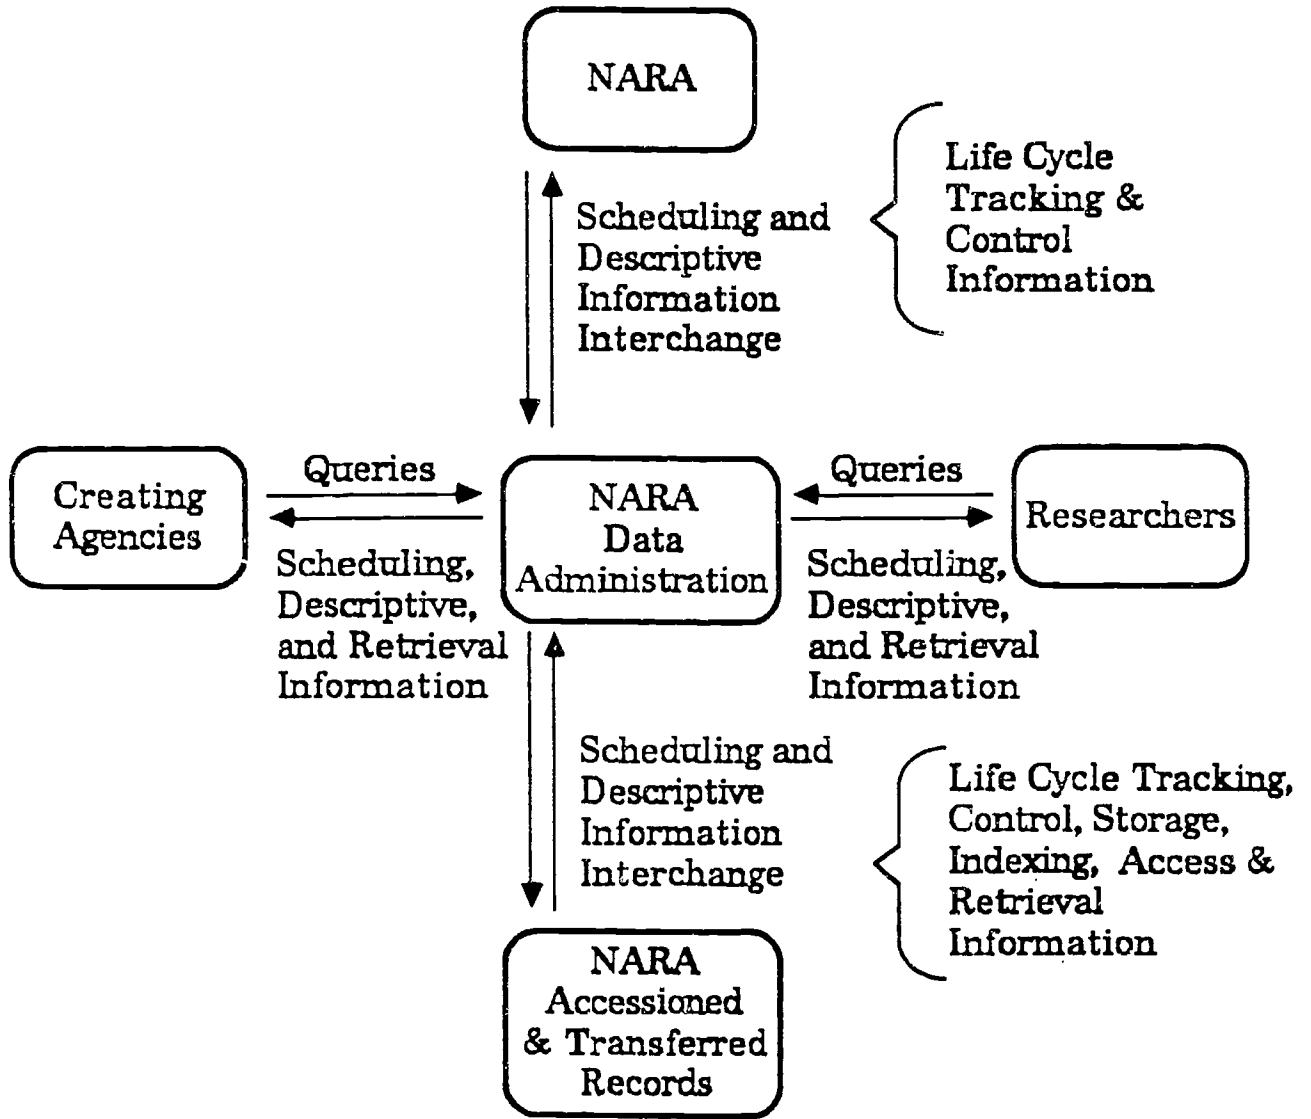 NARA
Scheduling and
Descriptive
Information
Interchange
Life Cycle
Tracking &
Control
Information
Creating
Agencies
Queries
Scheduling,
Descriptive,
and Retrieval
Information
NARA
Data
Administration
Queries
Scheduling,
Descriptive,
and Retrieval
Information
Researchers
Scheduling and
Descriptive
Information
Interchange
Life Cycle Tracking,
Control, Storage,
Indexing, Access &
Retrieval
Information
NARA
Accessioned
& Transferred
Records